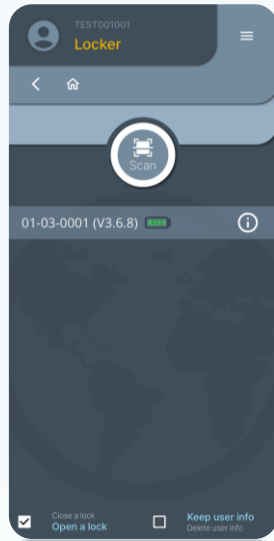 TEST001001
Locker
Scan
01-03-0001 (V3.6.8)
Close a lock
Open a lock
Keep user info
Delete user info